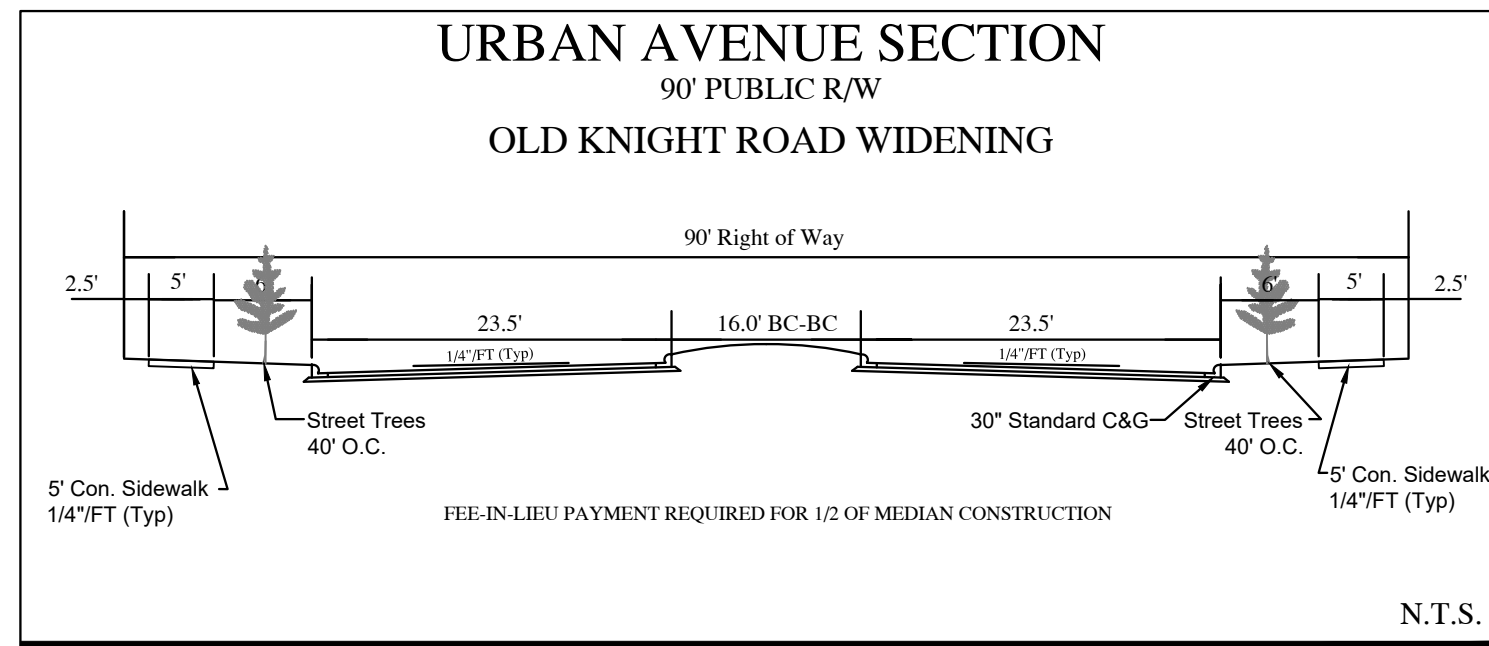 URBAN AVENUE SECTION
90' PUBLIC R/W
OLD KNIGHT ROAD WIDENING
90' Right of Way
2.5'
5'
6'
23.5'
16.0' BC-BC
23.5'
6'
5'
2.5'
1/4"/FT (Typ)
1/4"/FT (Typ)
Street Trees
40' O.C.
30" Standard C&G
Street Trees
40' O.C.
5' Con. Sidewalk
1/4"/FT (Typ)
5' Con. Sidewalk
1/4"/FT (Typ)
FEE-IN-LIEU PAYMENT REQUIRED FOR 1/2 OF MEDIAN CONSTRUCTION
N.T.S.